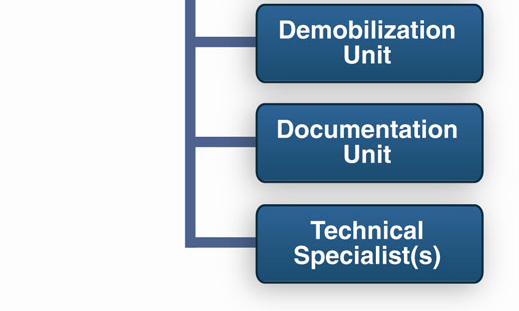 Demobilization
Unit
Documentation
Unit
Technical
Specialist(s)